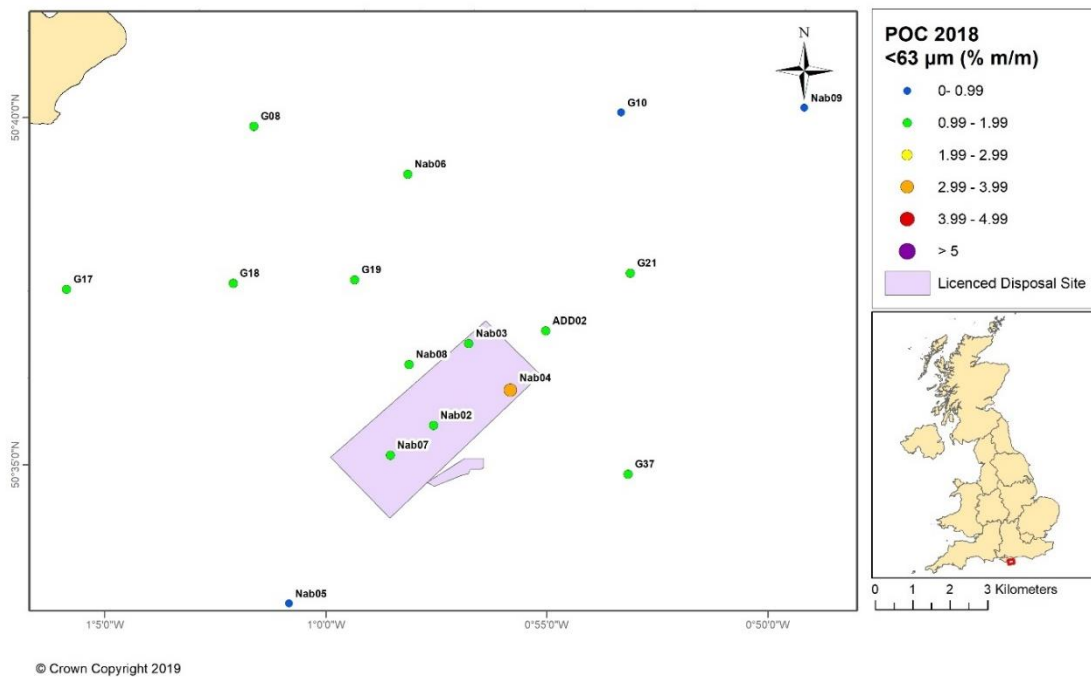 POC 2018
<63 µm (% m/m)
0- 0.99
0.99 - 1.99
1.99 - 2.99
2.99 - 3.99
3.99 - 4.99
> 5
Licenced Disposal Site
N
50°40'0"N
50°35'0"N
G08
G10
Nab09
Nab06
G17
G18
G19
G21
ADD02
Nab03
Nab08
Nab04
Nab02
Nab07
G37
Nab05
1°5'0"W
1°0'0"W
0°55'0"W
0°50'0"W
0 1 2 3 Kilometers
© Crown Copyright 2019